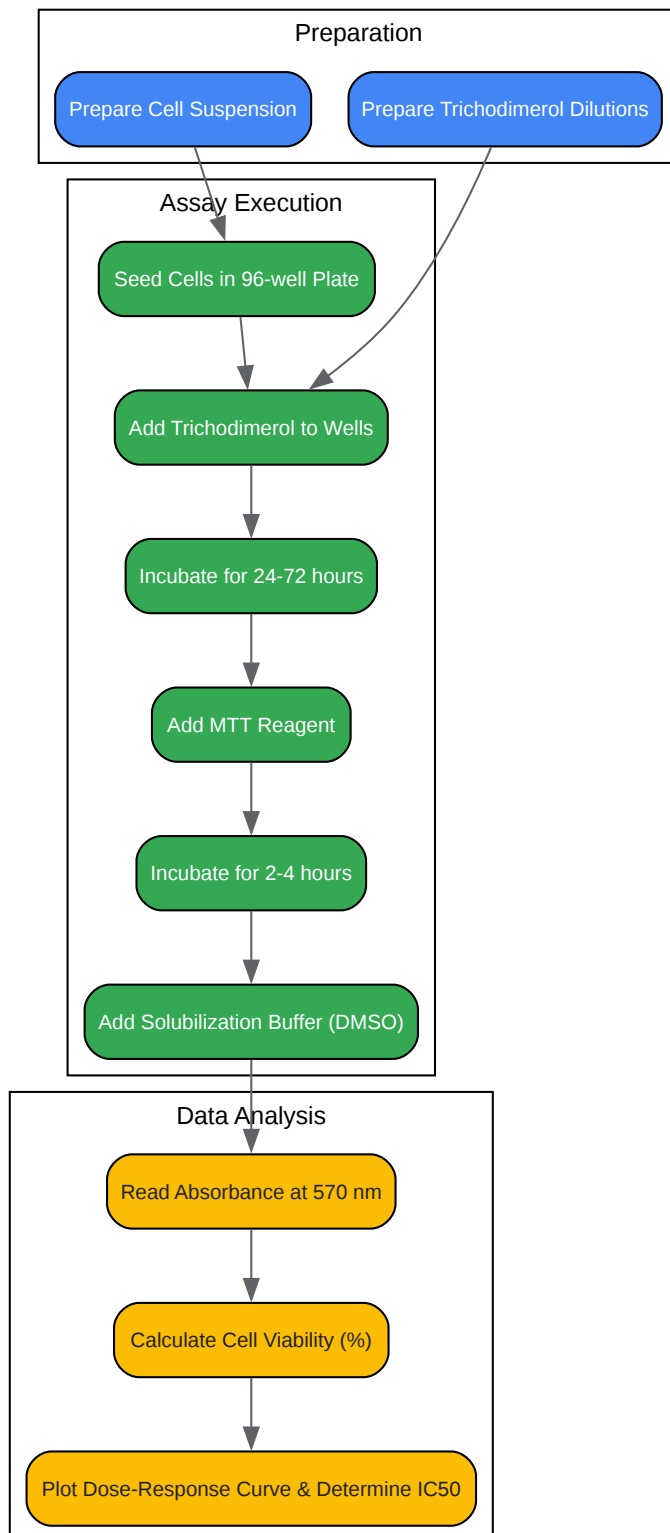 Preparation
Prepare Cell Suspension
Prepare Trichodimerol Dilutions
Assay Execution
Seed Cells in 96-well Plate
Add Trichodimerol to Wells
Incubate for 24-72 hours
Add MTT Reagent
Incubate for 2-4 hours
Add Solubilization Buffer (DMSO)
Data Analysis
Read Absorbance at 570 nm
Calculate Cell Viability (%)
Plot Dose-Response Curve & Determine IC50